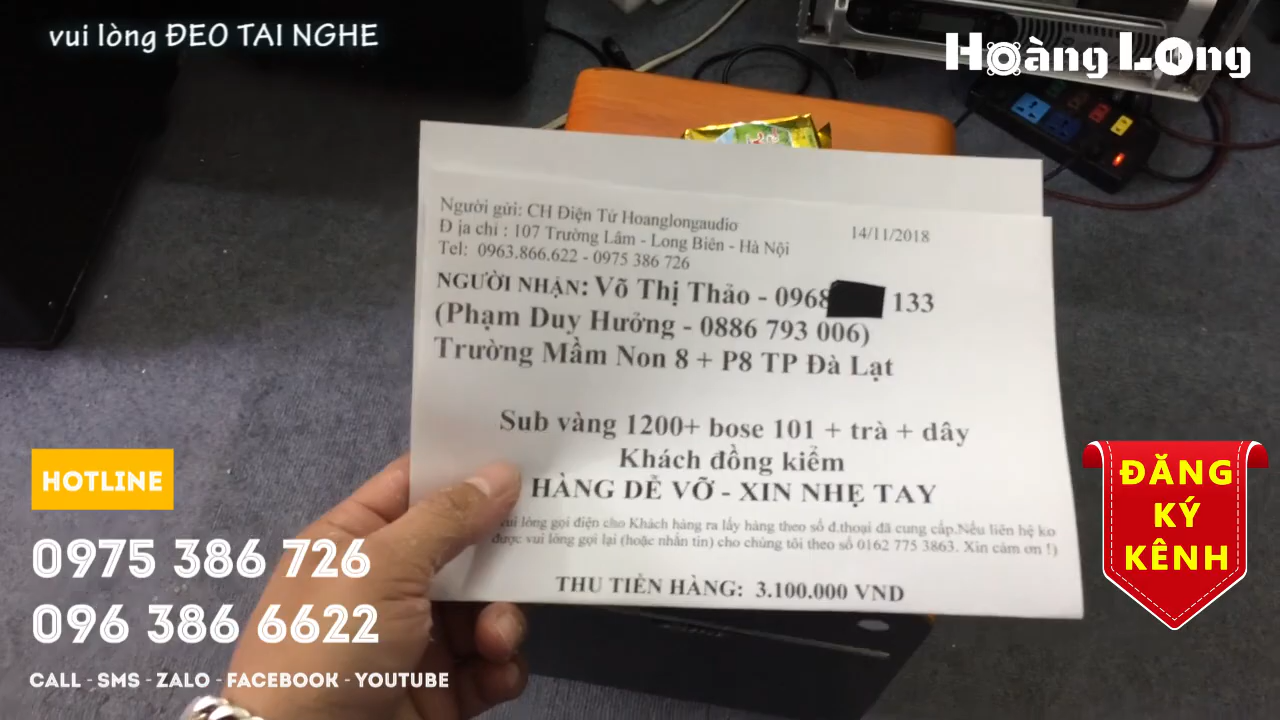 vui lòng ĐEO TAI NGHE
Hoàng Long
Người gửi: CH Điện Tử Hoanglongaudio
14/11/2018
Đ ịa chỉ : 107 Trường Lâm - Long Biên - Hà Nội
Tel: 0963.866.622 - 0975 386 726
NGƯỜI NHẬN: Võ Thị Thảo - 0968 133
(Phạm Duy Hưởng - 0886 793 006)
Trường Mầm Non 8 + P8 TP Đà Lạt
Sub vàng 1200+ bose 101 + trà + dây
Khách đồng kiểm
HÀNG DỄ VỠ - XIN NHẸ TAY
vui lòng gọi điện cho Khách hàng ra lấy hàng theo số đ.thoại đã cung cấp.Nếu liên hệ ko
được vui lòng gọi lại (hoặc nhắn tin) cho chúng tôi theo số 0162 775 3863. Xin cảm ơn !)
THU TIỀN HÀNG: 3.100.000 VND
HOTLINE
0975 386 726
096 386 6622
CALL - SMS - ZALO - FACEBOOK - YOUTUBE
ĐĂNG
KÝ
KÊNH